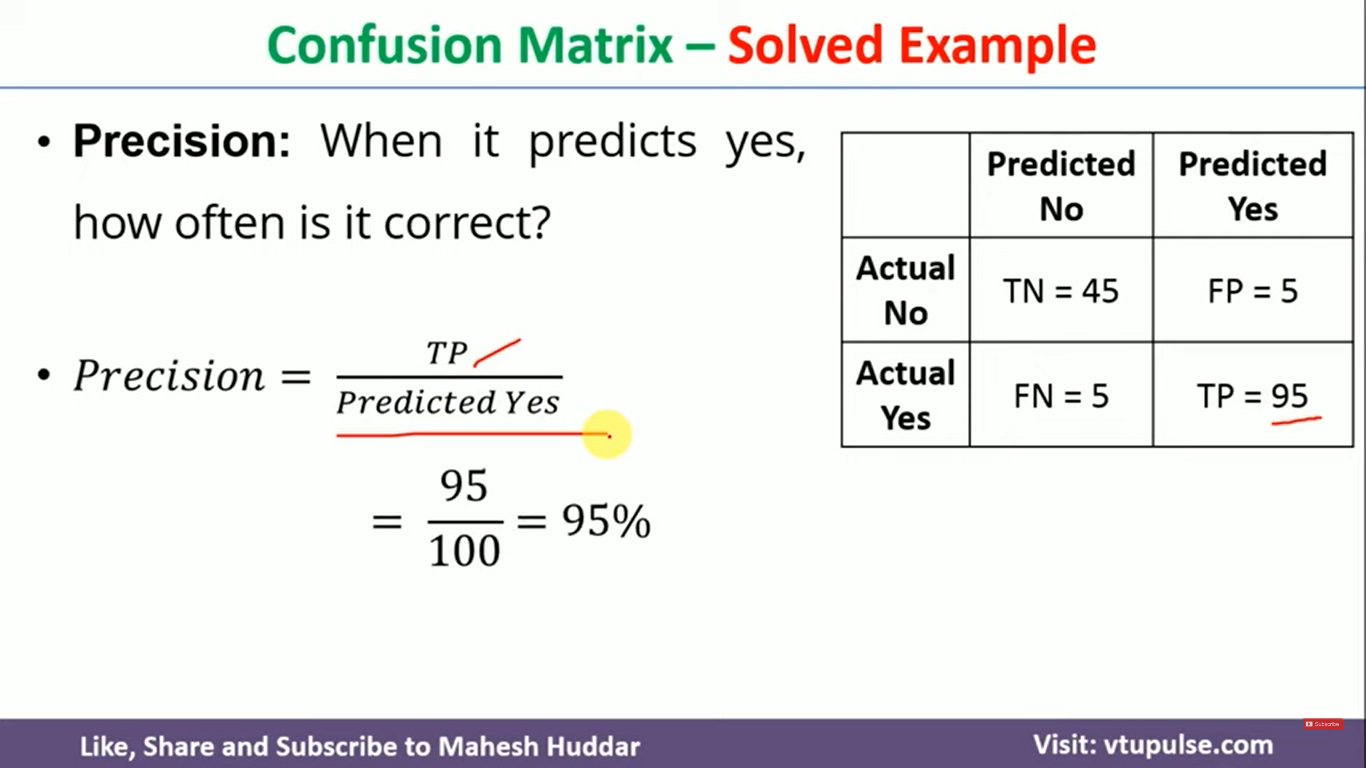 Confusion Matrix – Solved Example
• Precision: When it predicts yes,
how often is it correct?
• Precision = TP / Predicted Yes
= 95 / 100 = 95%
Predicted No Predicted Yes
Actual No TN = 45 FP = 5
Actual Yes FN = 5 TP = 95
Subscribe
Like, Share and Subscribe to Mahesh Huddar Visit: vtupulse.com